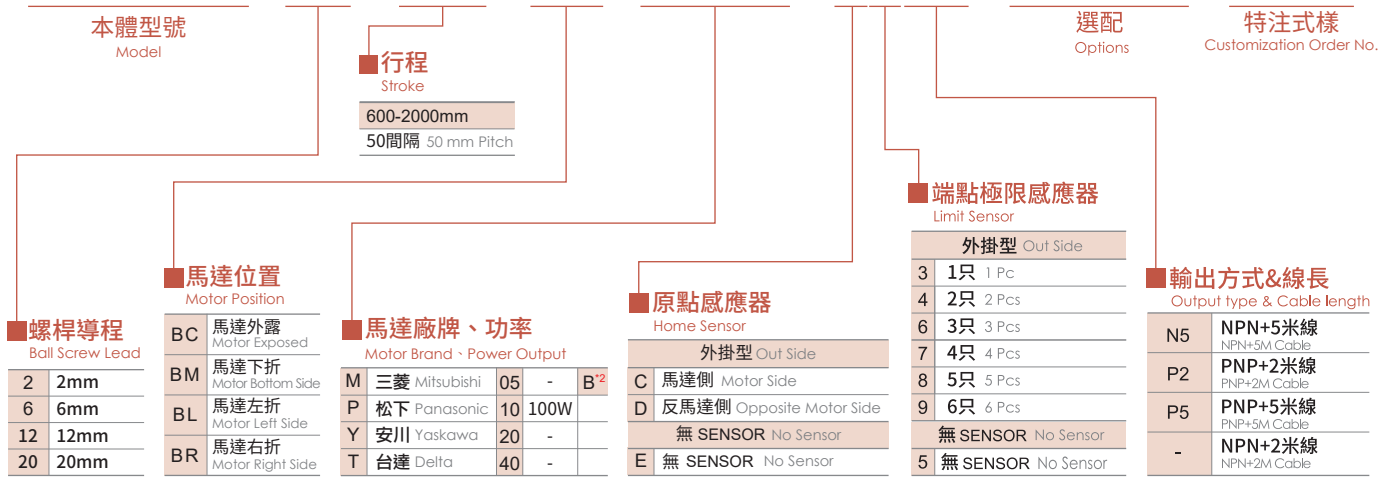 本體型號
Model
選配
Options
特注式樣
Customization Order No.
行程
Stroke
600-2000mm
50間隔 50 mm Pitch
螺桿導程
Ball Screw Lead
2 2mm
6 6mm
12 12mm
20 20mm
馬達位置
Motor Position
BC 馬達外露
Motor Exposed
BM 馬達下折
Motor Bottom Side
BL 馬達左折
Motor Left Side
BR 馬達右折
Motor Right Side
馬達廠牌、功率
Motor Brand、Power Output
M 三菱 Mitsubishi 05 - B*2
P 松下 Panasonic 10 100W
Y 安川 Yaskawa 20 -
T 台達 Delta 40 -
原點感應器
Home Sensor
外掛型 Out Side
C 馬達側 Motor Side
D 反馬達側 Opposite Motor Side
無 SENSOR No Sensor
E 無 SENSOR No Sensor
端點極限感應器
Limit Sensor
外掛型 Out Side
3 1只 1 Pc
4 2只 2 Pcs
6 3只 3 Pcs
7 4只 4 Pcs
8 5只 5 Pcs
9 6只 6 Pcs
無 SENSOR No Sensor
5 無 SENSOR No Sensor
輸出方式&線長
Output type & Cable length
N5 NPN+5米線
NPN+5M Cable
P2 PNP+2米線
PNP+2M Cable
P5 PNP+5米線
PNP+5M Cable
- NPN+2米線
NPN+2M Cable